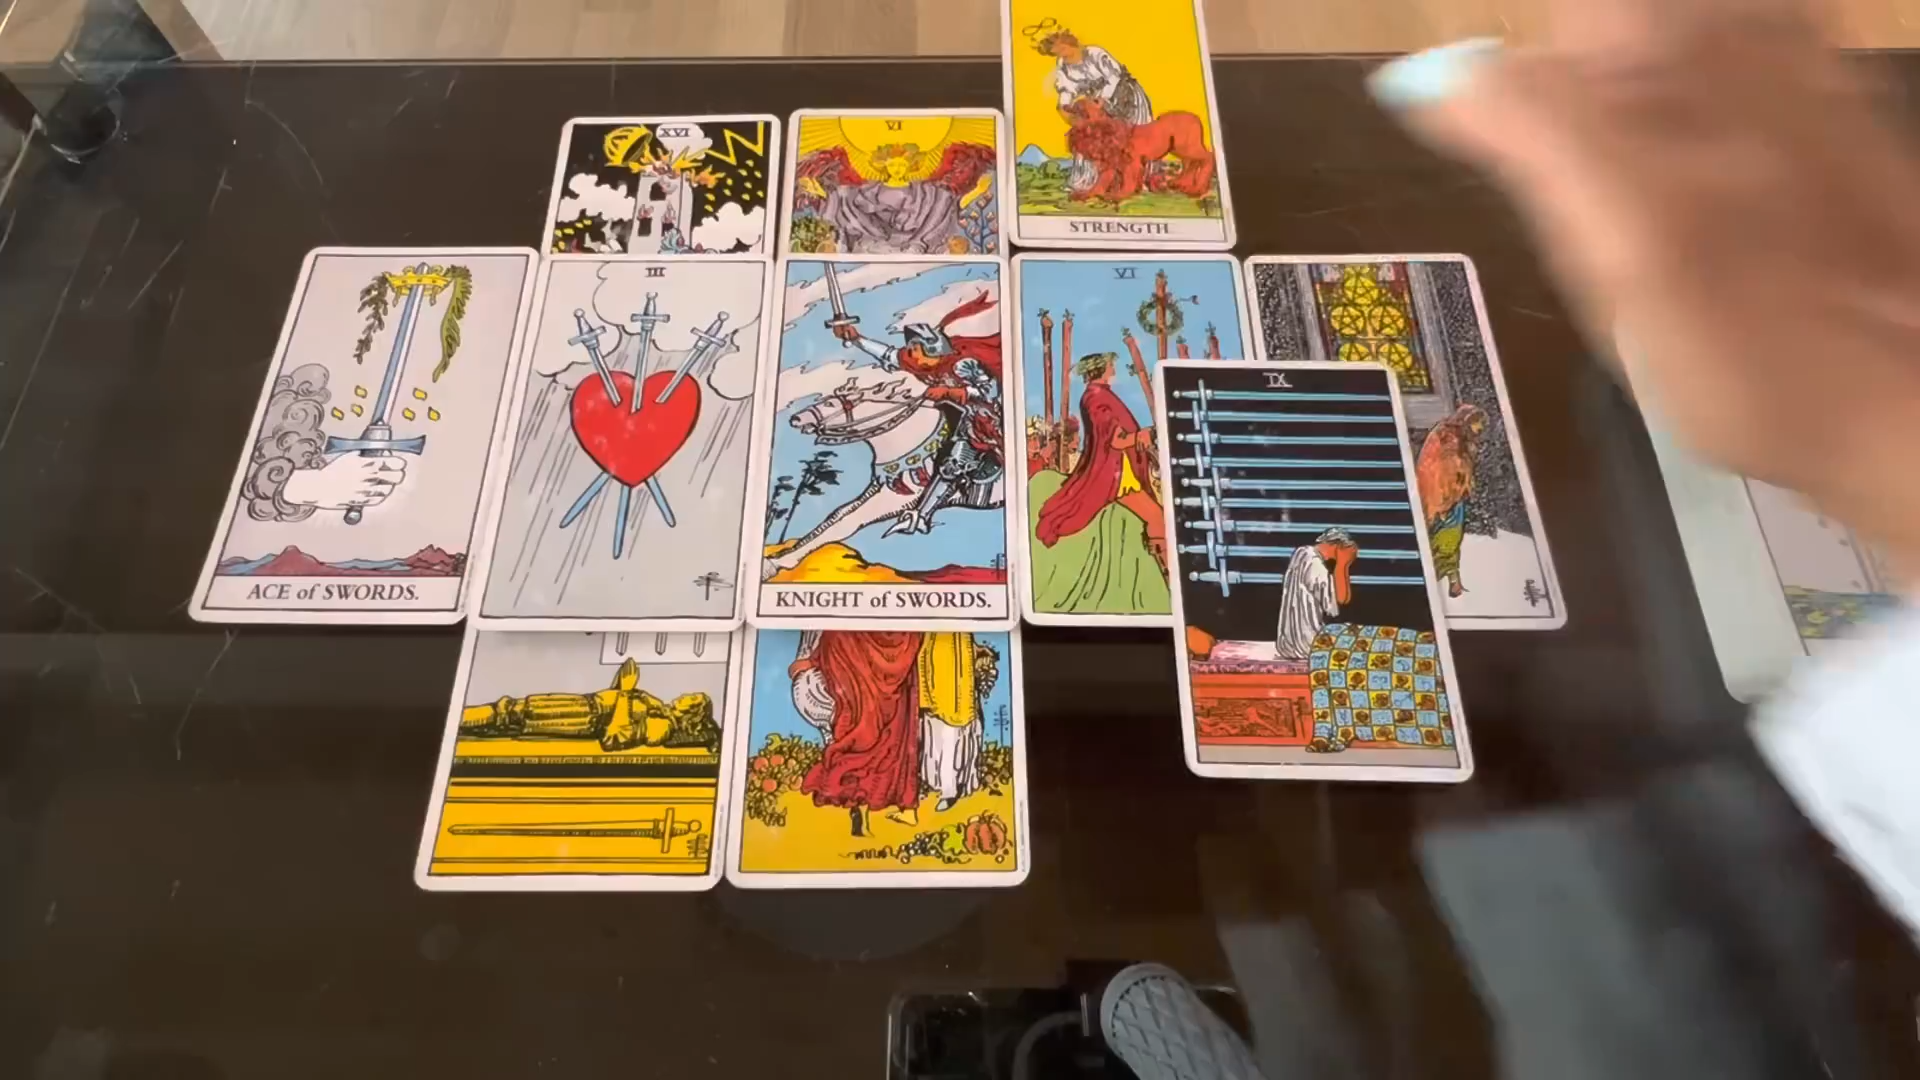 XVI
VI
STRENGTH.
III
VI
IX
ACE of SWORDS.
KNIGHT of SWORDS.